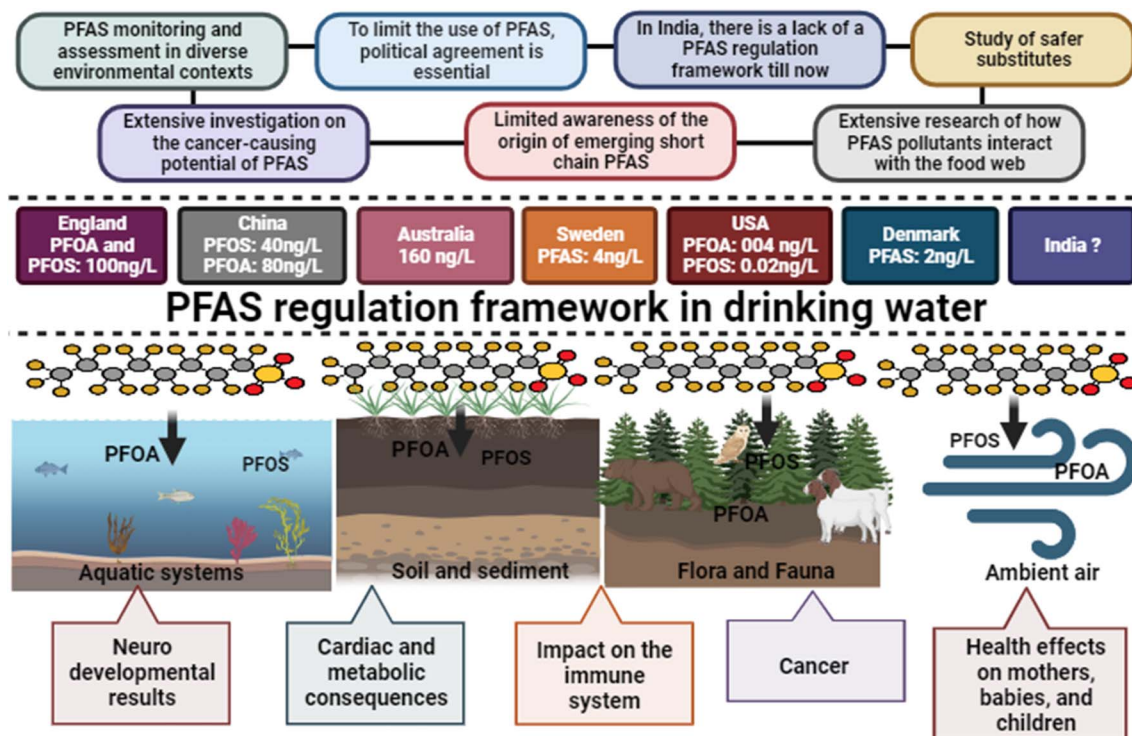 PFAS monitoring and
assessment in diverse
environmental contexts
To limit the use of PFAS,
political agreement is
essential
In India, there is a lack of a
PFAS regulation
framework till now
Study of safer
substitutes
Extensive investigation on
the cancer-causing
potential of PFAS
Limited awareness of the
origin of emerging short
chain PFAS
Extensive research of how
PFAS pollutants interact
with the food web
England
PFOA and
PFOS: 100ng/L
China
PFOS: 40ng/L
PFOA: 80ng/L
Australia
160 ng/L
Sweden
PFAS: 4ng/L
USA
PFOA: 004 ng/L
PFOS: 0.02ng/L
Denmark
PFAS: 2ng/L
India ?
PFAS regulation framework in drinking water
PFOA
PFOS
Aquatic systems
PFOA
PFOS
Soil and sediment
PFOS
PFOA
Flora and Fauna
PFOS
PFOA
Ambient air
Neuro
developmental
results
Cardiac and
metabolic
consequences
Impact on the
immune
system
Cancer
Health effects
on mothers,
babies, and
children